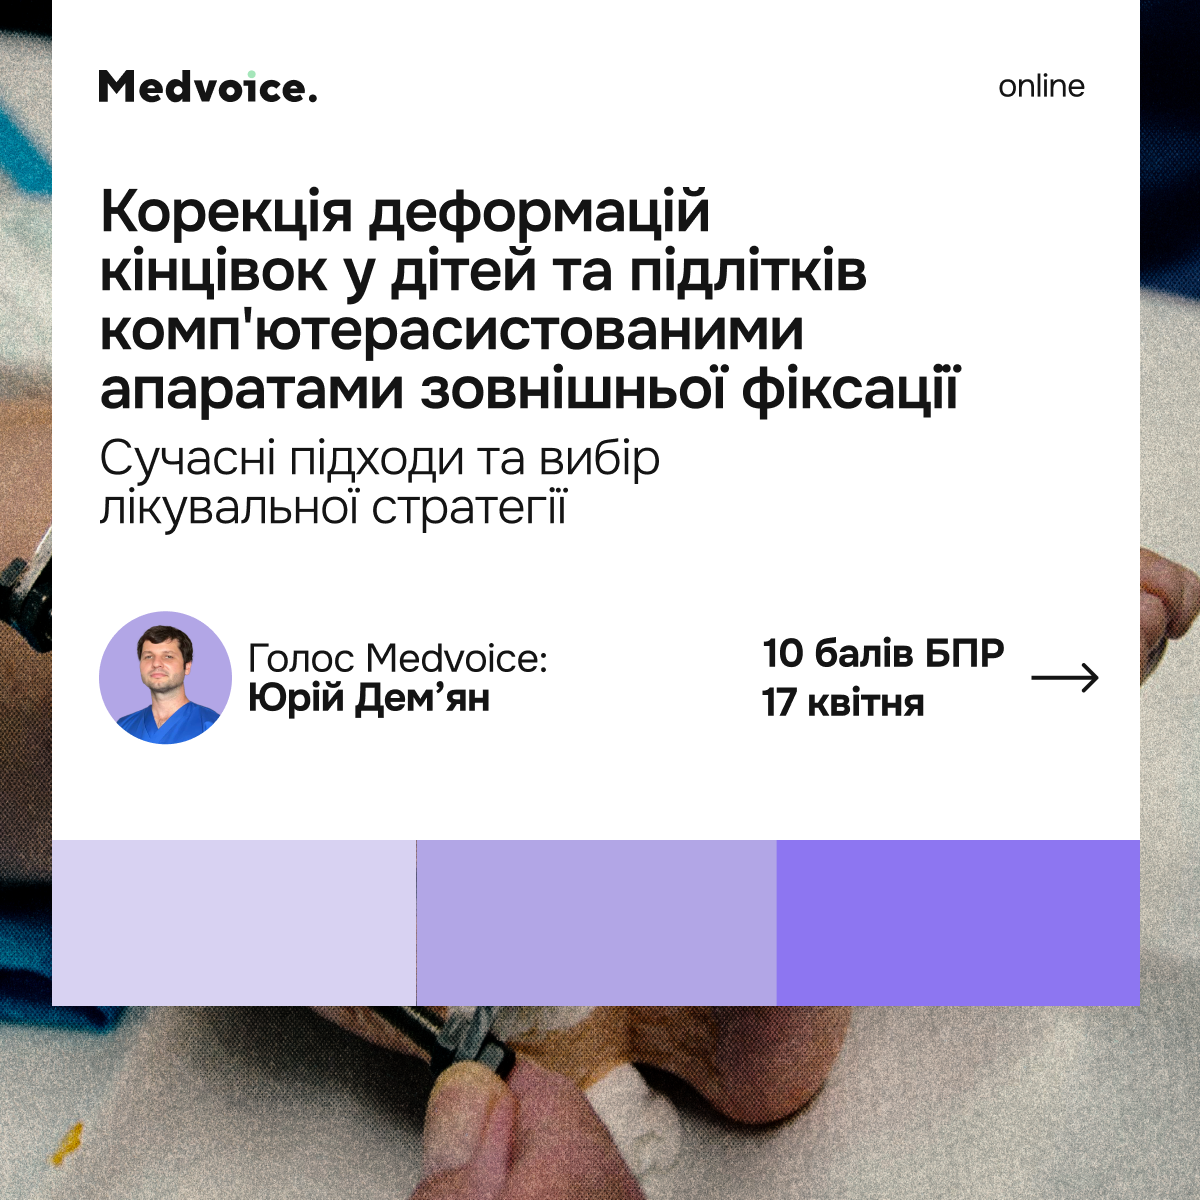 Medvoice.
online
Корекція деформацій
кінцівок у дітей та підлітків
комп'ютерасистованими
апаратами зовнішньої фіксації
Сучасні підходи та вибір
лікувальної стратегії
Голос Medvoice:
Юрій Дем’ян
10 балів БПР
17 квітня